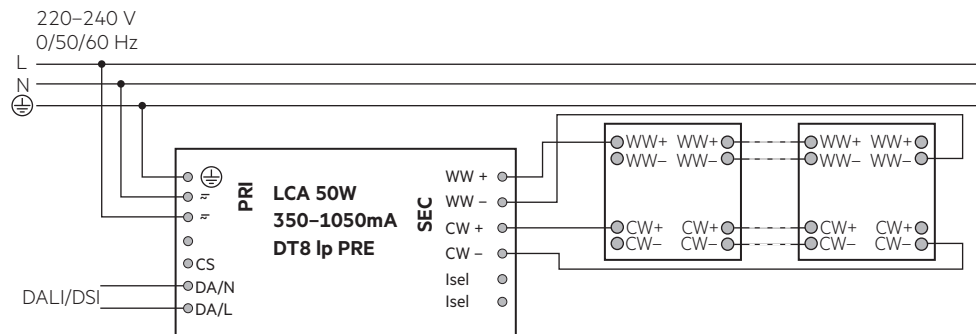 220–240 V
0/50/60 Hz
L
N
PRI
LCA 50W
350–1050mA
DT8 lp PRE
SEC
CS
DALI/DSI
DA/N
DA/L
WW +
WW –
CW +
CW –
Isel
Isel
WW+ WW+ WW+ WW+
WW– WW– WW– WW–
CW+ CW+ CW+ CW+
CW– CW– CW– CW–